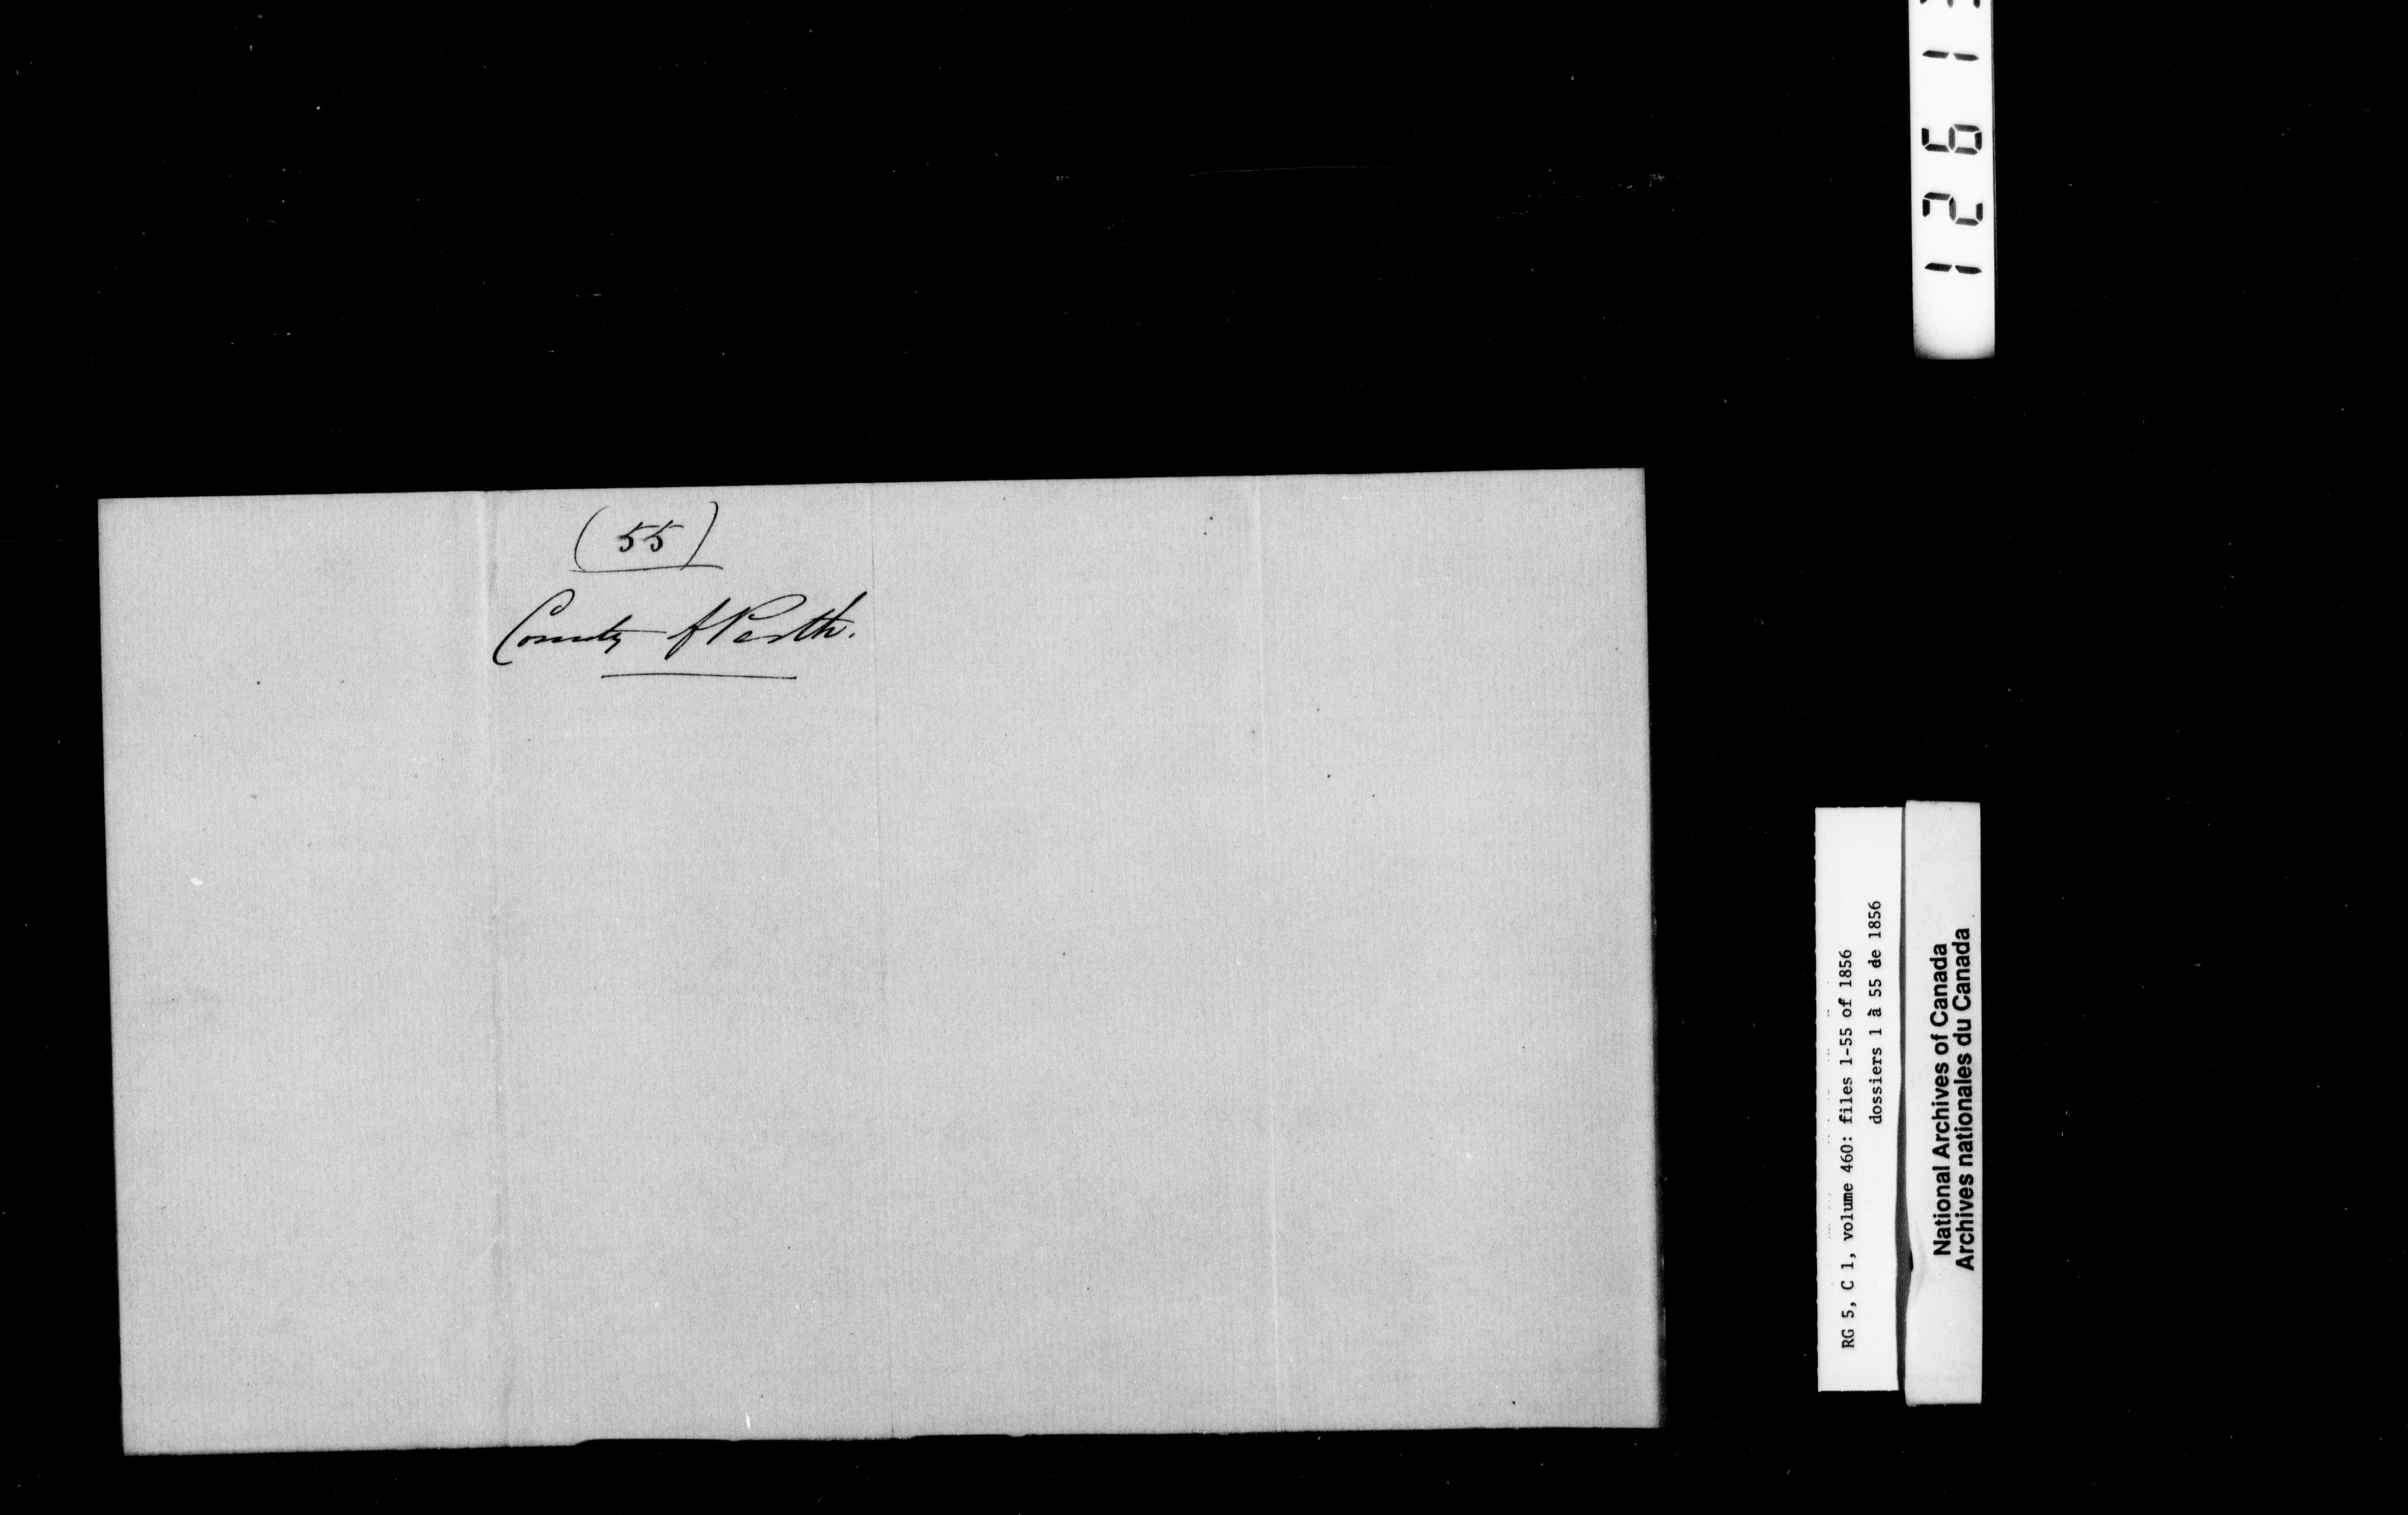 (55)
County of Perth.
RG 5, C 1, volume 460: files 1-55 of 1856
dossiers 1 à 55 de 1856
National Archives of Canada
Archives nationales du Canada
1261